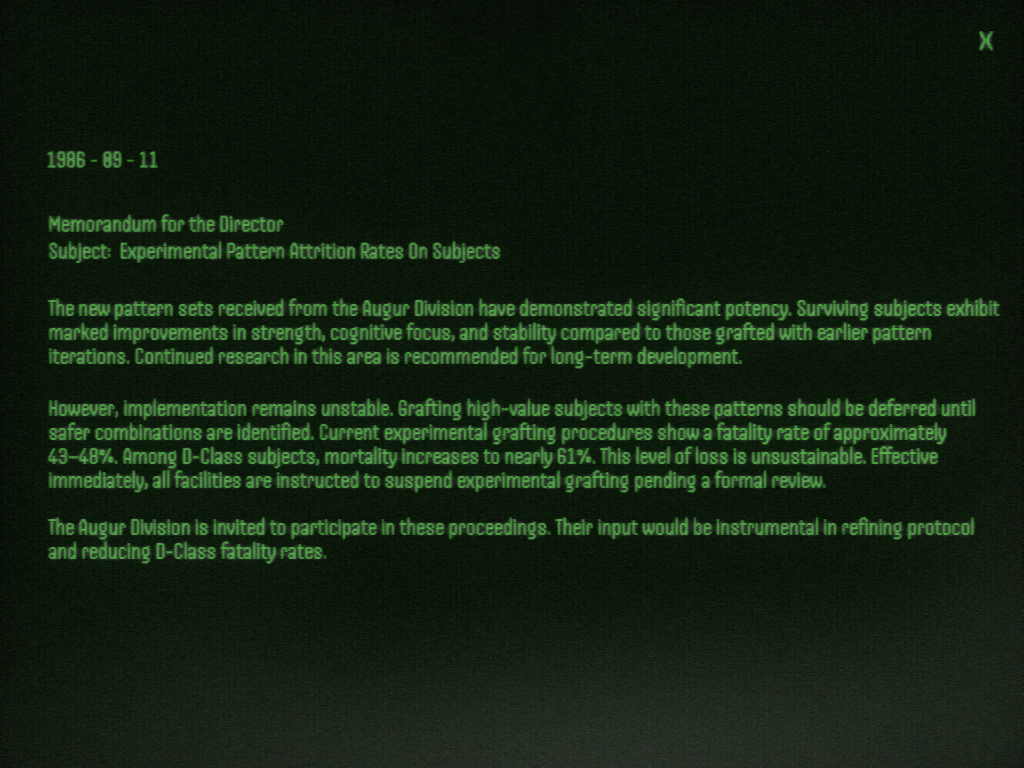 X
1986 - 09 - 11
Memorandum for the Director
Subject: Experimental Pattern Attrition Rates On Subjects
The new pattern sets received from the Augur Division have demonstrated significant potency. Surviving subjects exhibit
marked improvements in strength, cognitive focus, and stability compared to those grafted with earlier pattern
iterations. Continued research in this area is recommended for long-term development.
However, implementation remains unstable. Grafting high-value subjects with these patterns should be deferred until
safer combinations are identified. Current experimental grafting procedures show a fatality rate of approximately
43–48%. Among D-Class subjects, mortality increases to nearly 61%. This level of loss is unsustainable. Effective
immediately, all facilities are instructed to suspend experimental grafting pending a formal review.
The Augur Division is invited to participate in these proceedings. Their input would be instrumental in refining protocol
and reducing D-Class fatality rates.